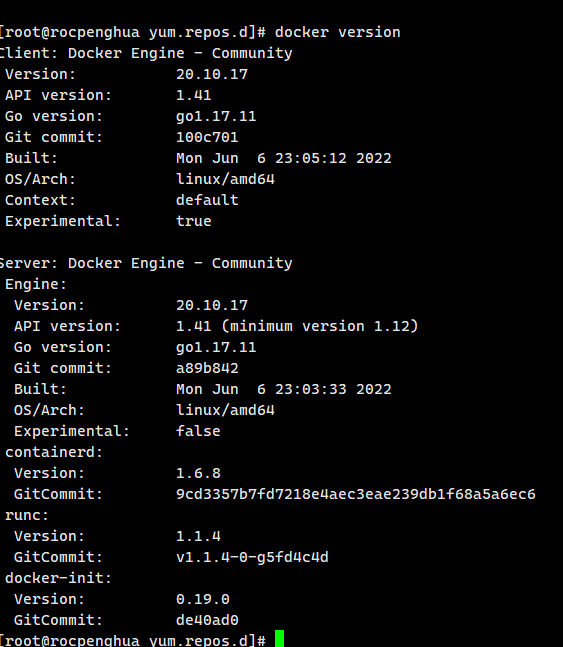 [root@rocpenghua yum.repos.d]# docker version
Client: Docker Engine - Community
Version: 20.10.17
API version: 1.41
Go version: go1.17.11
Git commit: 100c701
Built: Mon Jun  6 23:05:12 2022
OS/Arch: linux/amd64
Context: default
Experimental: true
Server: Docker Engine - Community
Engine:
Version: 20.10.17
API version: 1.41 (minimum version 1.12)
Go version: go1.17.11
Git commit: a89b842
Built: Mon Jun  6 23:03:33 2022
OS/Arch: linux/amd64
Experimental: false
containerd:
Version: 1.6.8
GitCommit: 9cd3357b7fd7218e4aec3eae239db1f68a5a6ec6
runc:
Version: 1.1.4
GitCommit: v1.1.4-0-g5fd4c4d
docker-init:
Version: 0.19.0
GitCommit: de40ad0
[root@rocpenghua yum.repos.d]#